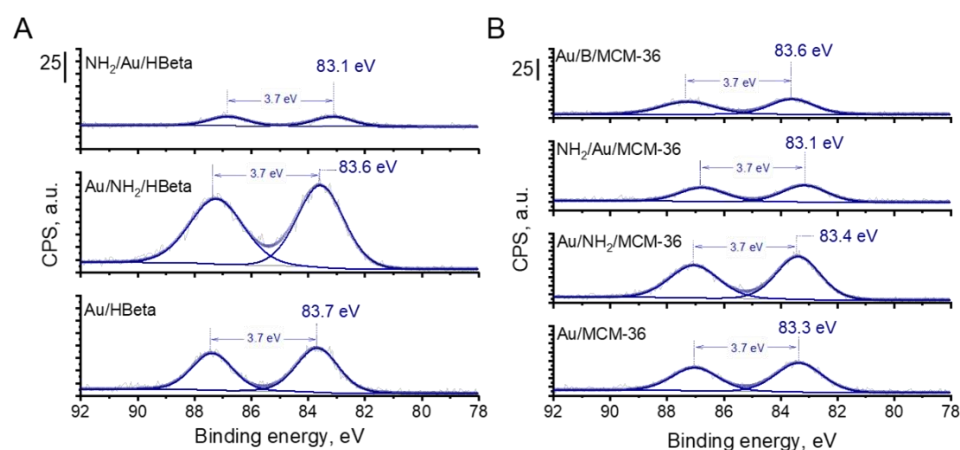 A
25
NH₂/Au/HBeta
83.1 eV
3.7 eV
Au/NH₂/HBeta
83.6 eV
3.7 eV
Au/HBeta
83.7 eV
3.7 eV
CPS, a.u.
92 90 88 86 84 82 80 78
Binding energy, eV
B
25
Au/B/MCM-36
83.6 eV
3.7 eV
NH₂/Au/MCM-36
83.1 eV
3.7 eV
Au/NH₂/MCM-36
83.4 eV
3.7 eV
Au/MCM-36
83.3 eV
3.7 eV
CPS, a.u.
92 90 88 86 84 82 80 78
Binding energy, eV